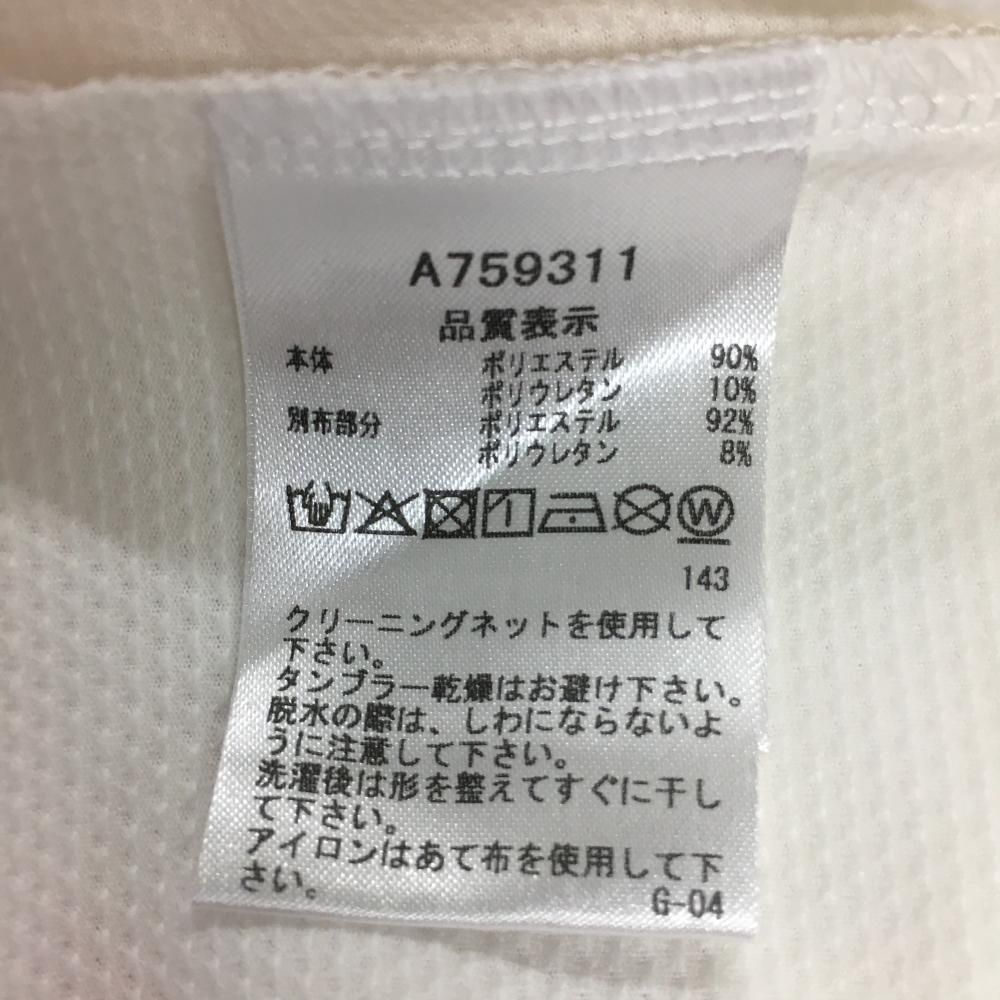 A759311
品質表示
本体 ポリエステル 90%
ポリウレタン 10%
別布部分 ポリエステル 92%
ポリウレタン 8%
W
143
クリーニングネットを使用して
下さい。
タンブラー乾燥はお避け下さい。
脱水の際は、しわにならないよ
うに注意して下さい。
洗濯後は形を整えてすぐに干し
て下さい。
アイロンはあて布を使用して下
さい。
G-04